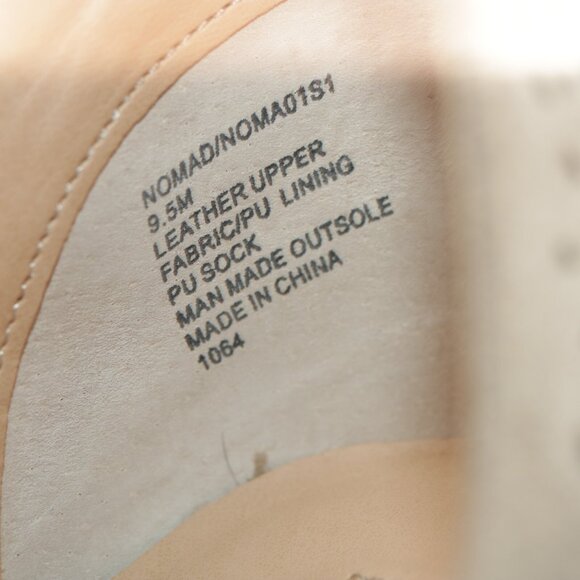 NOMAD/NOMA01S1
9.5M
LEATHER UPPER
FABRIC/PU LINING
PU SOCK
MAN MADE OUTSOLE
MADE IN CHINA
1064